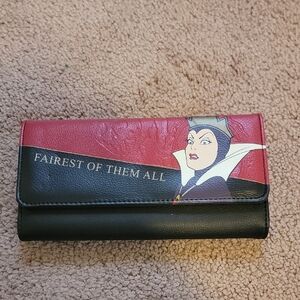 FAIREST OF THEM ALL